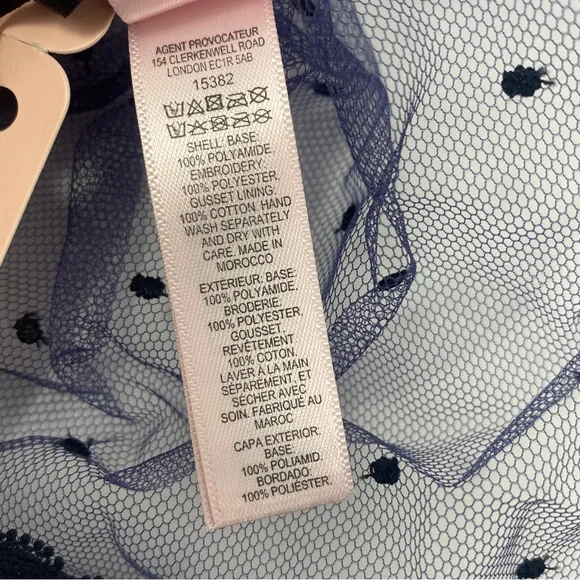 AGENT PROVOCATEUR
154 CLERKENWELL ROAD
LONDON EC1R 5AB
15382
SHELL: BASE:
100% POLYAMIDE.
EMBROIDERY:
100% POLYESTER.
GUSSET LINING:
100% COTTON. HAND
WASH SEPARATELY
AND DRY WITH
CARE. MADE IN
MOROCCO
EXTERIEUR: BASE:
100% POLYAMIDE.
BRODERIE:
100% POLYESTER.
GOUSSET.
REVÊTEMENT
100% COTON.
LAVER À LA MAIN
SÉPARÉMENT, ET
SÉCHER AVEC
SOIN. FABRIQUÉ AU
MAROC
CAPA EXTERIOR:
BASE:
100% POLIAMID.
BORDADO:
100% POLIÉSTER.